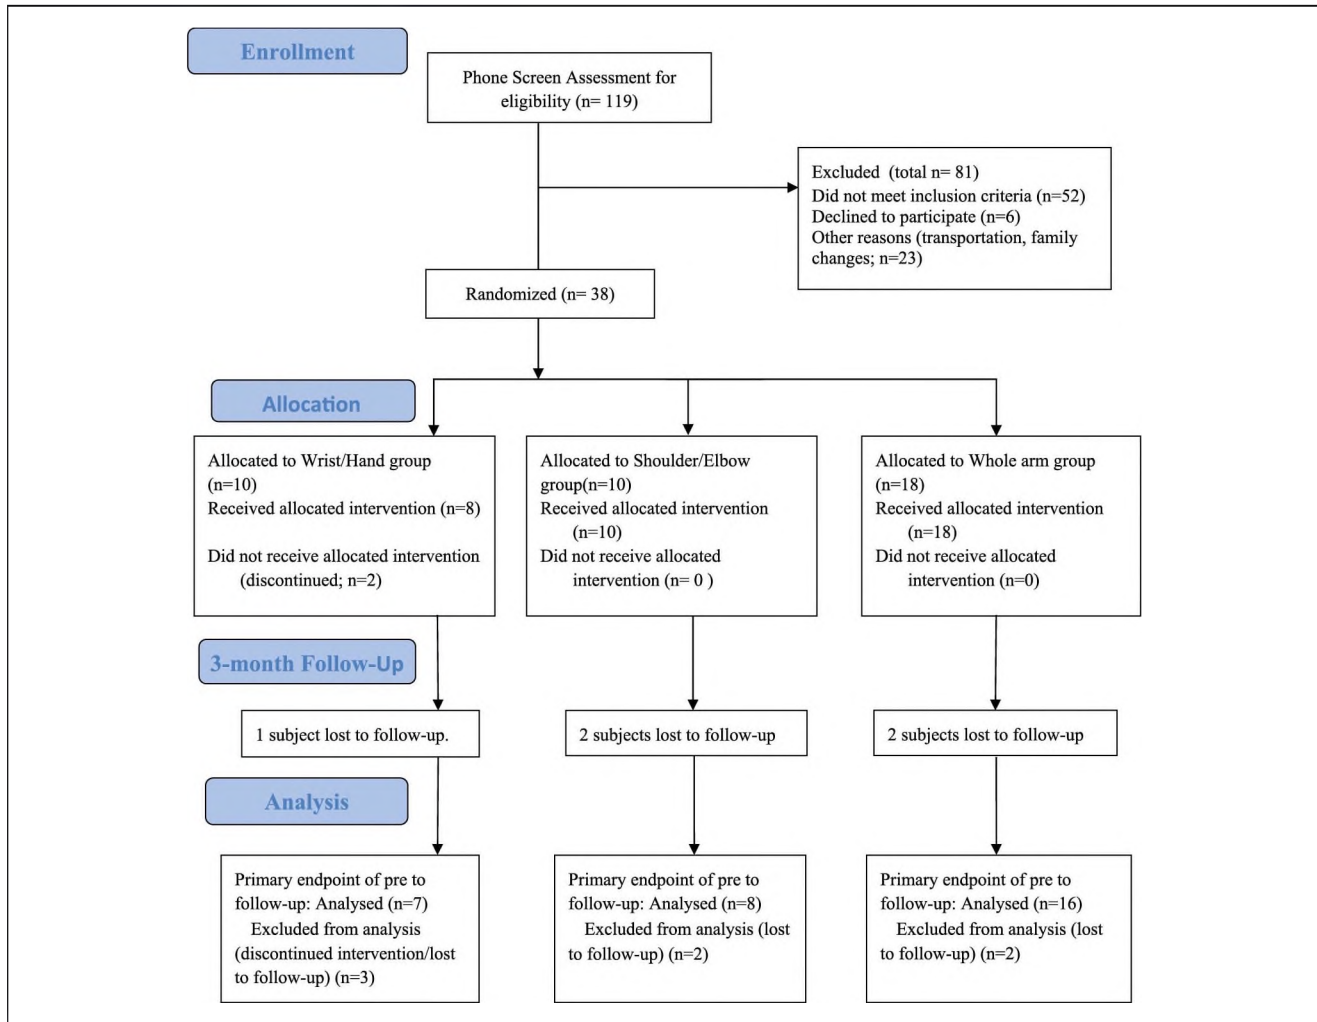 Enrollment
Phone Screen Assessment for
eligibility (n= 119)
Excluded (total n= 81)
Did not meet inclusion criteria (n=52)
Declined to participate (n=6)
Other reasons (transportation, family
changes; n=23)
Randomized (n= 38)
Allocation
Allocated to Wrist/Hand group
(n=10)
Received allocated intervention (n=8)
Did not receive allocated intervention
(discontinued; n=2)
Allocated to Shoulder/Elbow
group(n=10)
Received allocated intervention
(n=10)
Did not receive allocated
intervention (n= 0 )
Allocated to Whole arm group
(n=18)
Received allocated intervention
(n=18)
Did not receive allocated
intervention (n=0)
3-month Follow-Up
1 subject lost to follow-up.
2 subjects lost to follow-up
2 subjects lost to follow-up
Analysis
Primary endpoint of pre to
follow-up: Analysed (n=7)
Excluded from analysis
(discontinued intervention/lost
to follow-up) (n=3)
Primary endpoint of pre to
follow-up: Analysed (n=8)
Excluded from analysis (lost
to follow-up) (n=2)
Primary endpoint of pre to
follow-up: Analysed (n=16)
Excluded from analysis (lost
to follow-up) (n=2)